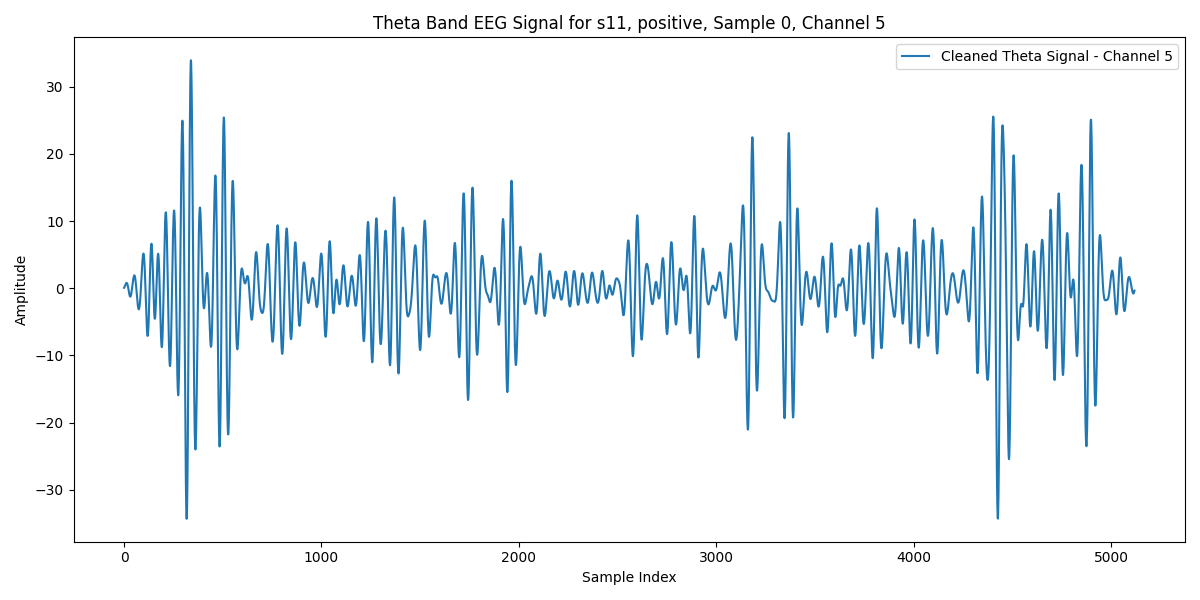 Theta Band EEG Signal for s11, positive, Sample 0, Channel 5
Cleaned Theta Signal - Channel 5
Amplitude
30
20
10
0
−10
−20
−30
0 1000 2000 3000 4000 5000
Sample Index